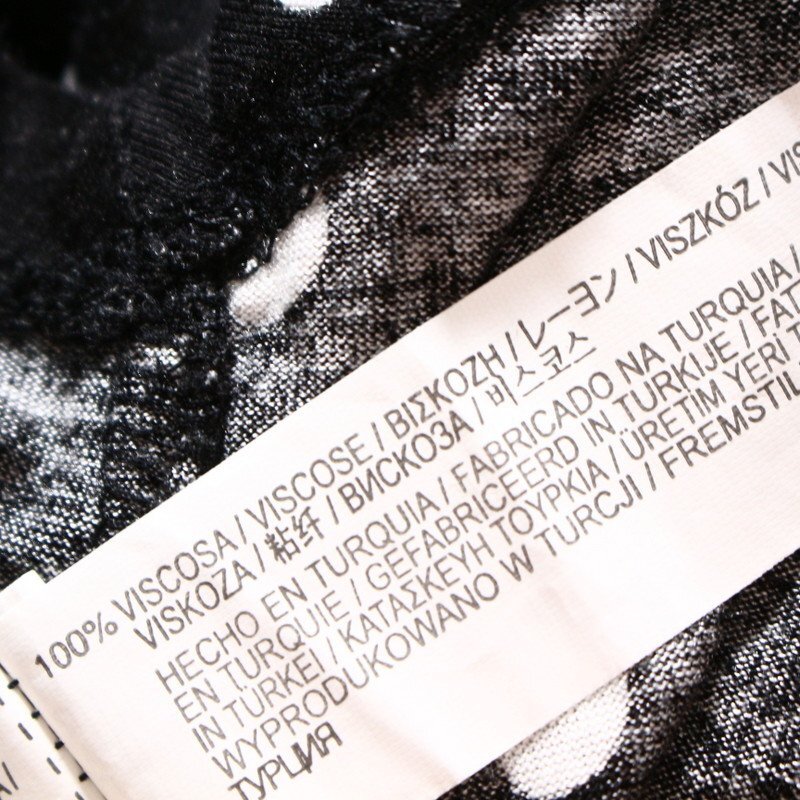 100% VISCOSA / VISCOSE / ΒΙΣΚΟΖΗ / レーヨン / VISZKÓZ / VIS
VISKOZA / 粘纤 / ВИСКОЗА / 비스코스
HECHO EN TURQUIA / FABRICADO NA TURQUIA /
EN TURQUIE / GEFABRICEERD IN TURKIJE / FATT
IN TÜRKEI / ΚΑΤΑΣΚΕΥΗ ΤΟΥΡΚΙΑ / ÜRETIM YERİ T
WYPRODUKOWANO W TURCJI / FREMSTIL
ТУРЦИЯ